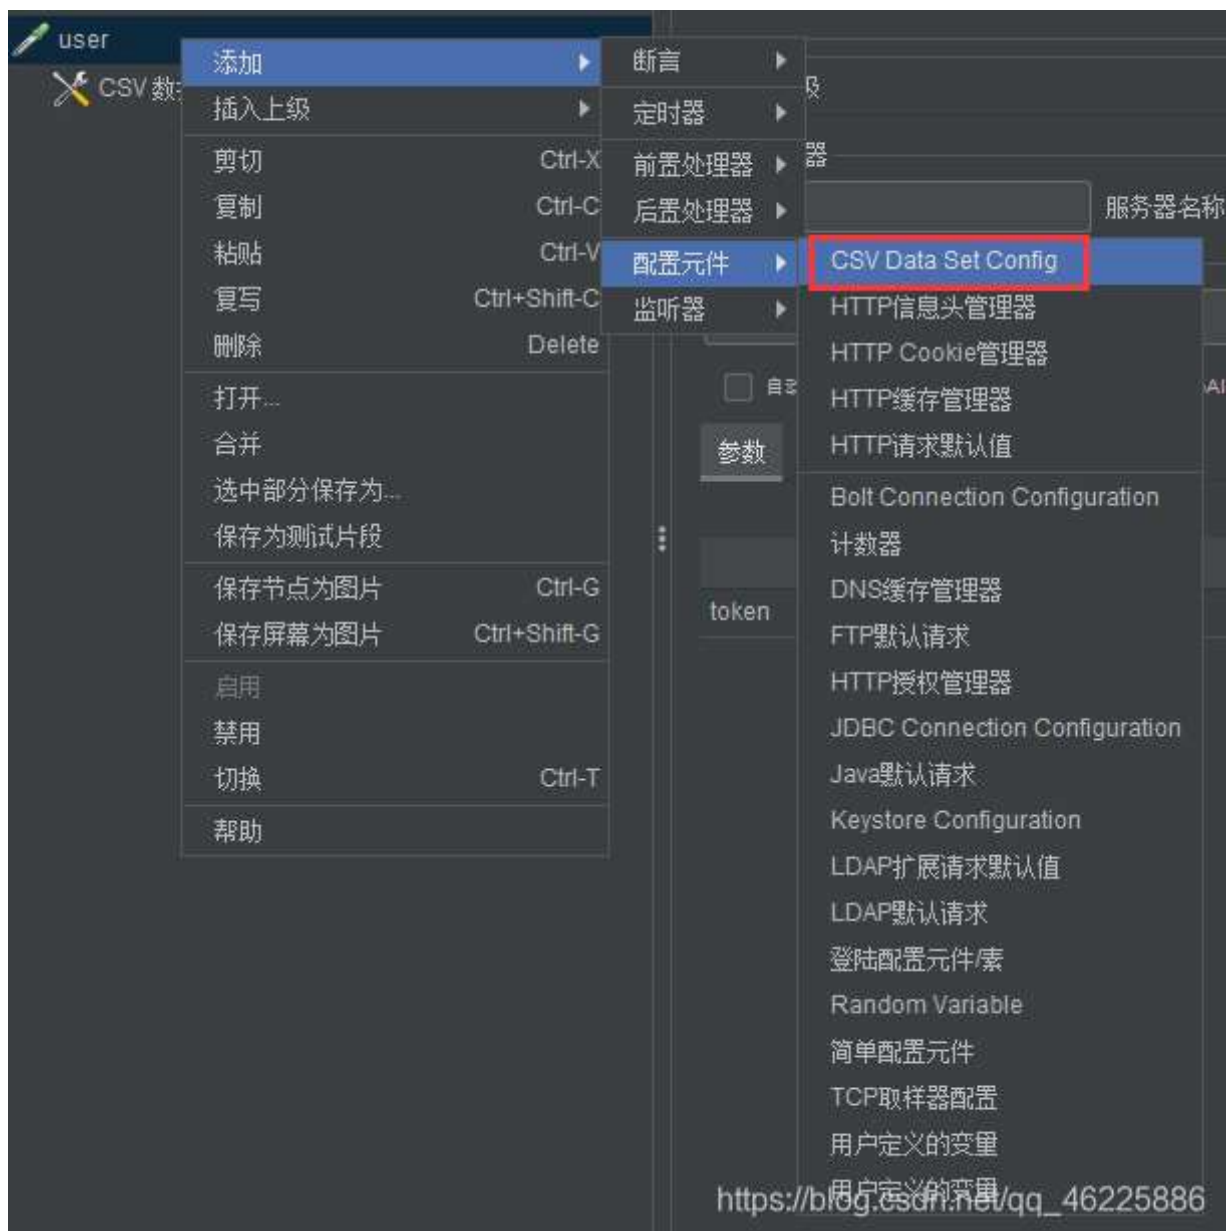 user
CSV 数
添加
插入上级
剪切 Ctrl-X
复制 Ctrl-C
粘贴 Ctrl-V
复写 Ctrl+Shift-C
删除 Delete
打开...
合并
选中部分保存为...
保存为测试片段
保存节点为图片 Ctrl-G
保存屏幕为图片 Ctrl+Shift-G
启用
禁用
切换 Ctrl-T
帮助
断言
定时器
前置处理器
后置处理器
配置元件
监听器
器
服务器名称
自动
参数
token
CSV Data Set Config
HTTP信息头管理器
HTTP Cookie管理器
HTTP缓存管理器
HTTP请求默认值
Bolt Connection Configuration
计数器
DNS缓存管理器
FTP默认请求
HTTP授权管理器
JDBC Connection Configuration
Java默认请求
Keystore Configuration
LDAP扩展请求默认值
LDAP默认请求
登陆配置元件/素
Random Variable
简单配置元件
TCP取样器配置
用户定义的变量
用户定义的变量
https://blog.csdn.net/qq_46225886